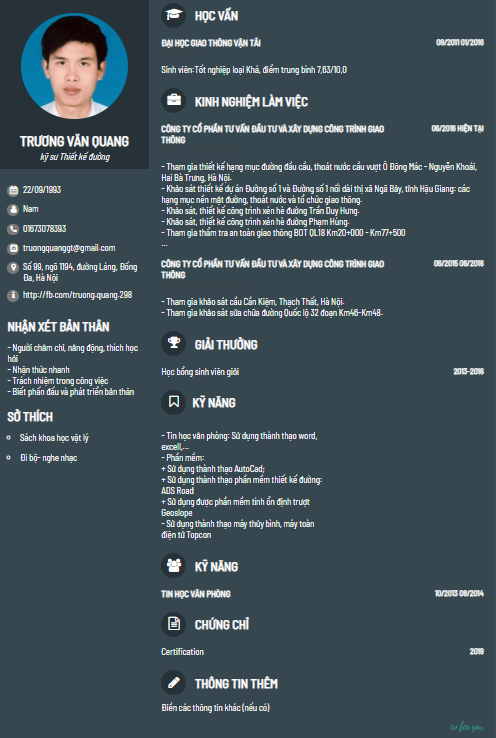 TRƯƠNG VĂN QUANG
kỹ sư Thiết kế đường
22/09/1993
Nam
01673078393
truongquanggt@gmail.com
Số 99, ngõ 1194, đường Láng, Đống
Đa, Hà Nội
http://fb.com/truong.quang.298
NHẬN XÉT BẢN THÂN
- Người chăm chỉ, năng động, thích học
hỏi
- Nhận thức nhanh
- Trách nhiệm trong công việc
- Biết phấn đấu và phát triển bản thân
SỞ THÍCH
Sách khoa học vật lý
Đi bộ- nghe nhạc
HỌC VẤN
ĐẠI HỌC GIAO THÔNG VẬN TẢI 09/2011 01/2016
Sinh viên:Tốt nghiệp loại Khá, điểm trung bình 7,63/10,0
KINH NGHIỆM LÀM VIỆC
CÔNG TY CỔ PHẦN TƯ VẤN ĐẦU TƯ VÀ XÂY DỰNG CÔNG TRÌNH GIAO 06/2016 HIỆN TẠI
THÔNG
- Tham gia thiết kế hạng mục đường đầu cầu, thoát nước cầu vượt Ô Đông Mác - Nguyễn Khoái,
Hai Bà Trưng, Hà Nội.
- Khảo sát thiết kế dự án Đường số 1 và Đường số 1 nối dài thị xã Ngã Bảy, tỉnh Hậu Giang: các
hạng mục nền mặt đường, thoát nước và tổ chức giao thông.
- Khảo sát, thiết kế công trình xén hè đường Trần Duy Hưng.
- Khảo sát, thiết kế công trình xén hè đường Phạm Hùng.
- Tham gia thẩm tra an toàn giao thông BOT QL18 Km20+000 - Km77+500
...
CÔNG TY CỔ PHẦN TƯ VẤN ĐẦU TƯ VÀ XÂY DỰNG CÔNG TRÌNH GIAO 06/2015 06/2016
THÔNG
- Tham gia khảo sát cầu Cần Kiệm, Thạch Thất, Hà Nội.
- Tham gia khảo sát sửa chữa đường Quốc lộ 32 đoạn Km46-Km48.
GIẢI THƯỞNG
Học bổng sinh viên giỏi 2013-2016
KỸ NĂNG
- Tin học văn phòng: Sử dụng thành thạo word,
excell,...
- Phần mềm:
+ Sử dụng thành thạo AutoCad;
+ Sử dụng thành thạo phần mềm thiết kế đường:
ADS Road
+ Sử dụng được phần mềm tính ổn định trượt
Geoslope
- Sử dụng thành thạo máy thủy bình, máy toàn
điện tử Topcon
KỸ NĂNG
TIN HỌC VĂN PHÒNG 10/2013 08/2014
CHỨNG CHỈ
Certification 2019
THÔNG TIN THÊM
Điền các thông tin khác (nếu có)
cv for you